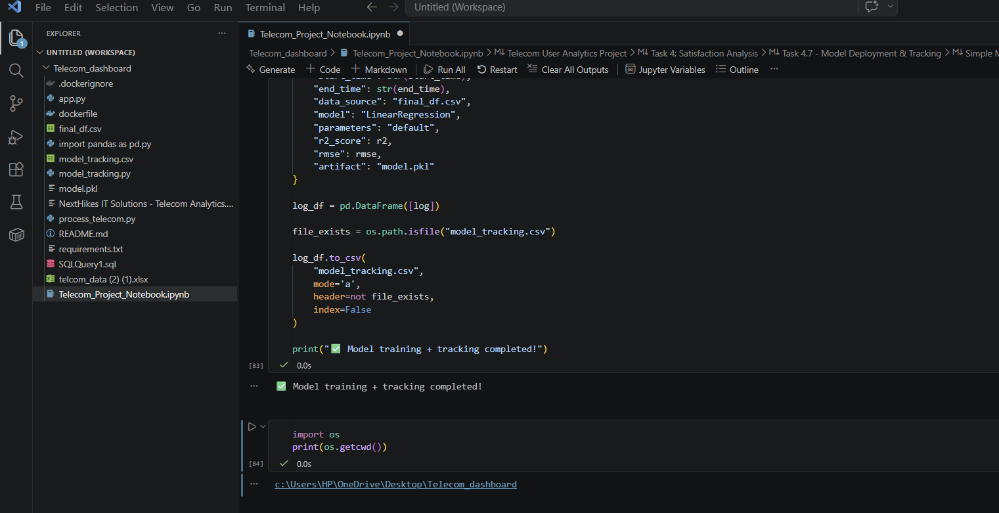 File Edit Selection View Go Run Terminal Help Untitled (Workspace)
EXPLORER
1
UNTITLED (WORKSPACE)
Telecom_dashboard
.dockerignore
app.py
dockerfile
final_df.csv
import pandas as pd.py
model_tracking.csv
model_tracking.py
model.pkl
NextHikes IT Solutions - Telecom Analytics....
process_telecom.py
README.md
requirements.txt
SQLQuery1.sql
telcom_data (2) (1).xlsx
Telecom_Project_Notebook.ipynb
Telecom_Project_Notebook.ipynb
Telecom_dashboard > Telecom_Project_Notebook.ipynb > M↓ Telecom User Analytics Project > M↓ Task 4: Satisfaction Analysis > M↓ Task 4.7 - Model Deployment & Tracking > M↓ Simple M
Generate + Code + Markdown Run All Restart Clear All Outputs Jupyter Variables Outline ...
"start_time": str(start_time),
"end_time": str(end_time),
"data_source": "final_df.csv",
"model": "LinearRegression",
"parameters": "default",
"r2_score": r2,
"rmse": rmse,
"artifact": "model.pkl"
}
log_df = pd.DataFrame([log])
file_exists = os.path.isfile("model_tracking.csv")
log_df.to_csv(
"model_tracking.csv",
mode='a',
header=not file_exists,
index=False
)
print("✅ Model training + tracking completed!")
[83] 0.0s
✅ Model training + tracking completed!
import os
print(os.getcwd())
[84] 0.0s
c:\Users\HP\OneDrive\Desktop\Telecom_dashboard